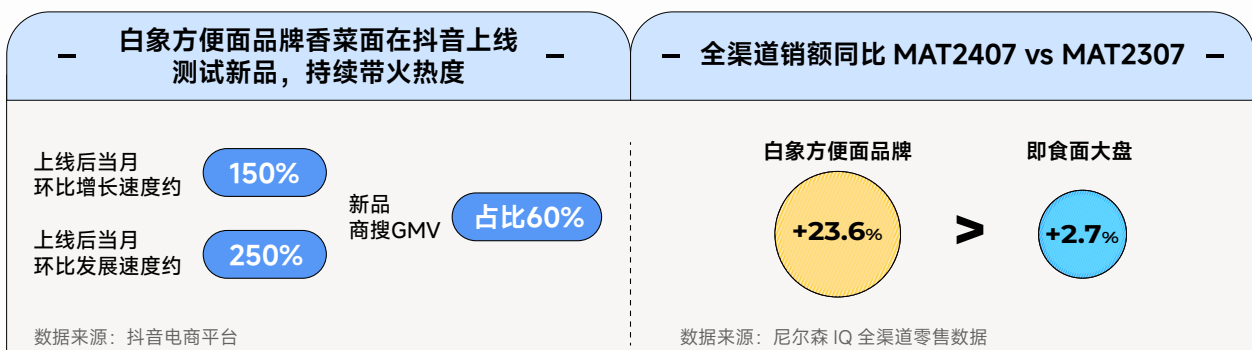 白象方便面品牌香菜面在抖音上线
测试新品，持续带火热度
上线后当月
环比增长速度约
150%
上线后当月
环比发展速度约
250%
新品
商搜GMV
占比60%
数据来源：抖音电商平台
全渠道销额同比 MAT2407 vs MAT2307
白象方便面品牌
+23.6%
>
即食面大盘
+2.7%
数据来源：尼尔森 IQ 全渠道零售数据